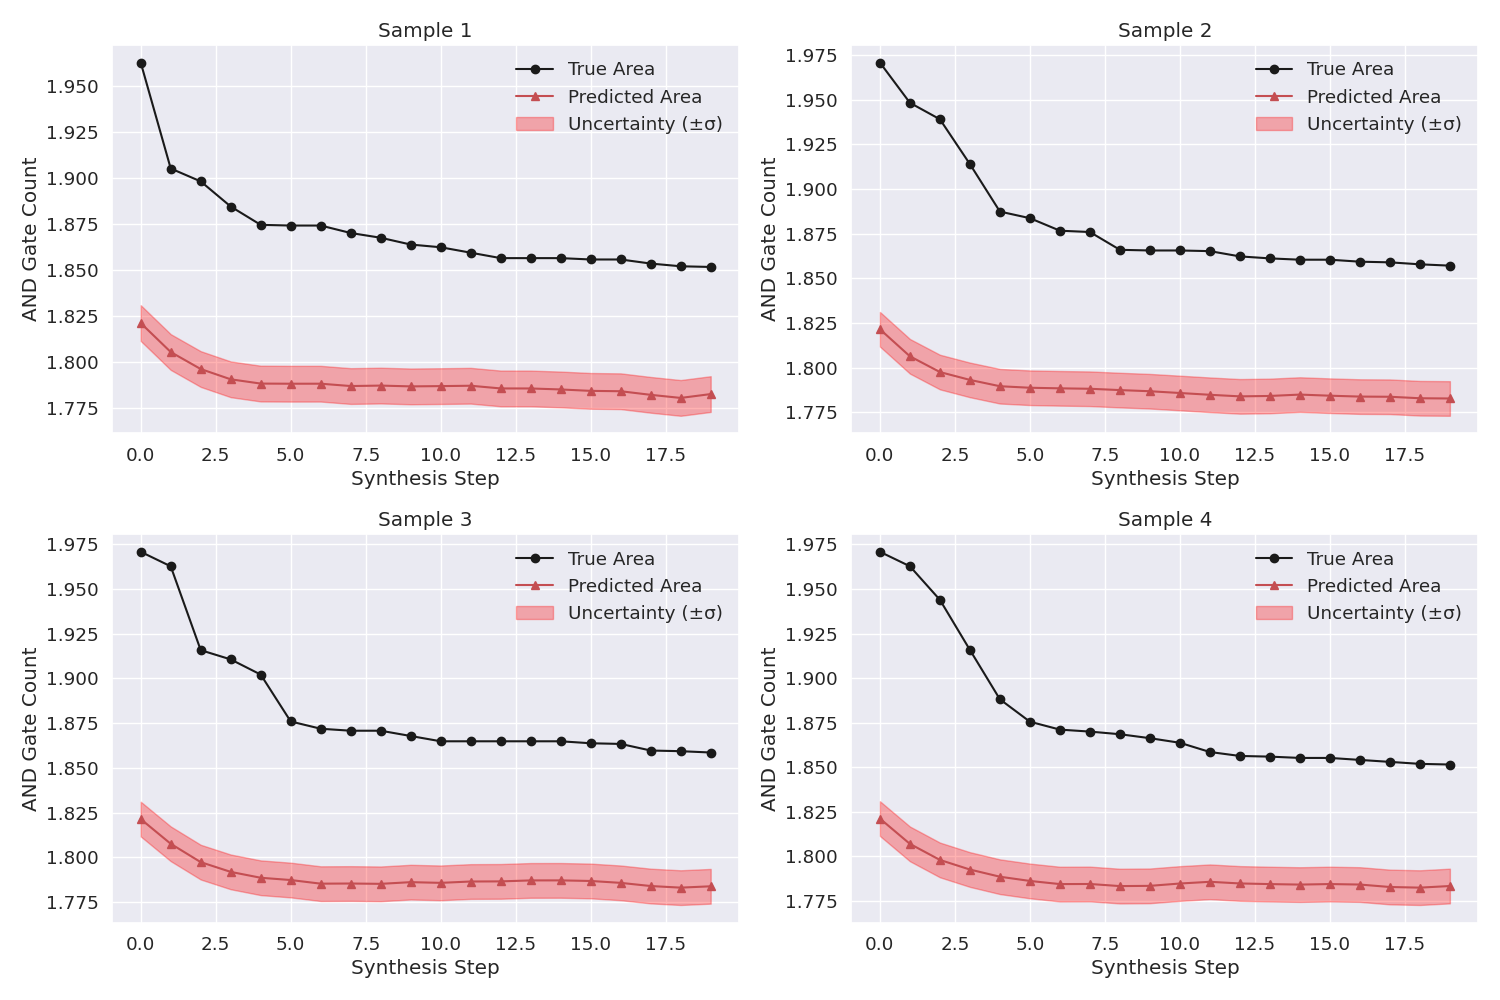 Sample 1
AND Gate Count
1.950
1.925
1.900
1.875
1.850
1.825
1.800
1.775
True Area
Predicted Area
Uncertainty (±σ)
0.0 2.5 5.0 7.5 10.0 12.5 15.0 17.5
Synthesis Step
Sample 2
AND Gate Count
1.975
1.950
1.925
1.900
1.875
1.850
1.825
1.800
1.775
True Area
Predicted Area
Uncertainty (±σ)
0.0 2.5 5.0 7.5 10.0 12.5 15.0 17.5
Synthesis Step
Sample 3
AND Gate Count
1.975
1.950
1.925
1.900
1.875
1.850
1.825
1.800
1.775
True Area
Predicted Area
Uncertainty (±σ)
0.0 2.5 5.0 7.5 10.0 12.5 15.0 17.5
Synthesis Step
Sample 4
AND Gate Count
1.975
1.950
1.925
1.900
1.875
1.850
1.825
1.800
1.775
True Area
Predicted Area
Uncertainty (±σ)
0.0 2.5 5.0 7.5 10.0 12.5 15.0 17.5
Synthesis Step